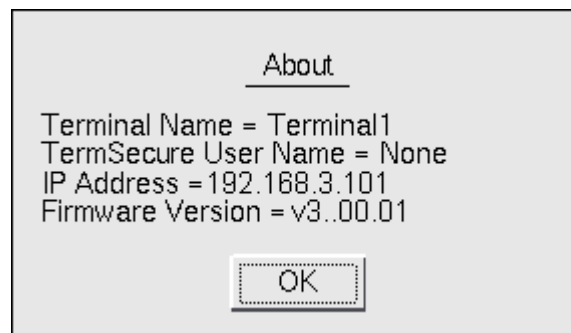 About
Terminal Name = Terminal1
TermSecure User Name = None
IP Address =192.168.3.101
Firmware Version = v3..00.01
OK